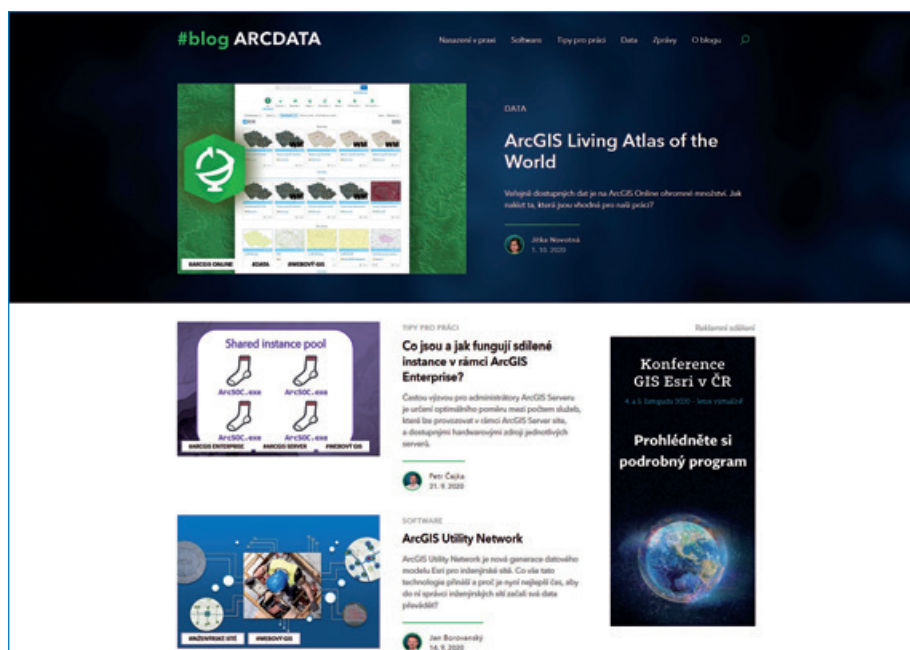 #blog ARCDATA
Nasazení v praxi Software Tipy pro práci Data Zprávy O blogu
#ARCGIS ONLINE #DATA #WEBOVÝ GIS
DATA
ArcGIS Living Atlas of the
World
Veřejně dostupných dat je na ArcGIS Online ohromné množství. Jak
nalézt ta, která jsou vhodná pro naši práci?
Jitka Novotná
1. 10. 2020
Shared instance pool
ArcSOC.exe ArcSOC.exe
ArcSOC.exe ArcSOC.exe
#ARCGIS ENTERPRISE #ARCGIS SERVER #WEBOVÝ GIS
TIPY PRO PRÁCI
Co jsou a jak fungují sdílené
instance v rámci ArcGIS
Enterprise?
Častou výzvou pro administrátory ArcGIS Serveru
je určení optimálního poměru mezi počtem služeb,
které lze provozovat v rámci ArcGIS Server site,
a dostupnými hardwarovými zdroji jednotlivých
serverů.
Petr Čejka
21. 9. 2020
Reklamní sdělení
Konference
GIS Esri v ČR
4. a 5. listopadu 2020 – letos virtuálně
Prohlédněte si
podrobný program
#INŽENÝRSKÉ SÍTĚ #WEBOVÝ GIS
SOFTWARE
ArcGIS Utility Network
ArcGIS Utility Network je nová generace datového
modelu Esri pro inženýrské sítě. Co vše tato
technologie přináší a proč je nyní nejlepší čas, aby
do ní správci inženýrských sítí začali svá data
převádět?
Jan Borovanský
14. 9. 2020